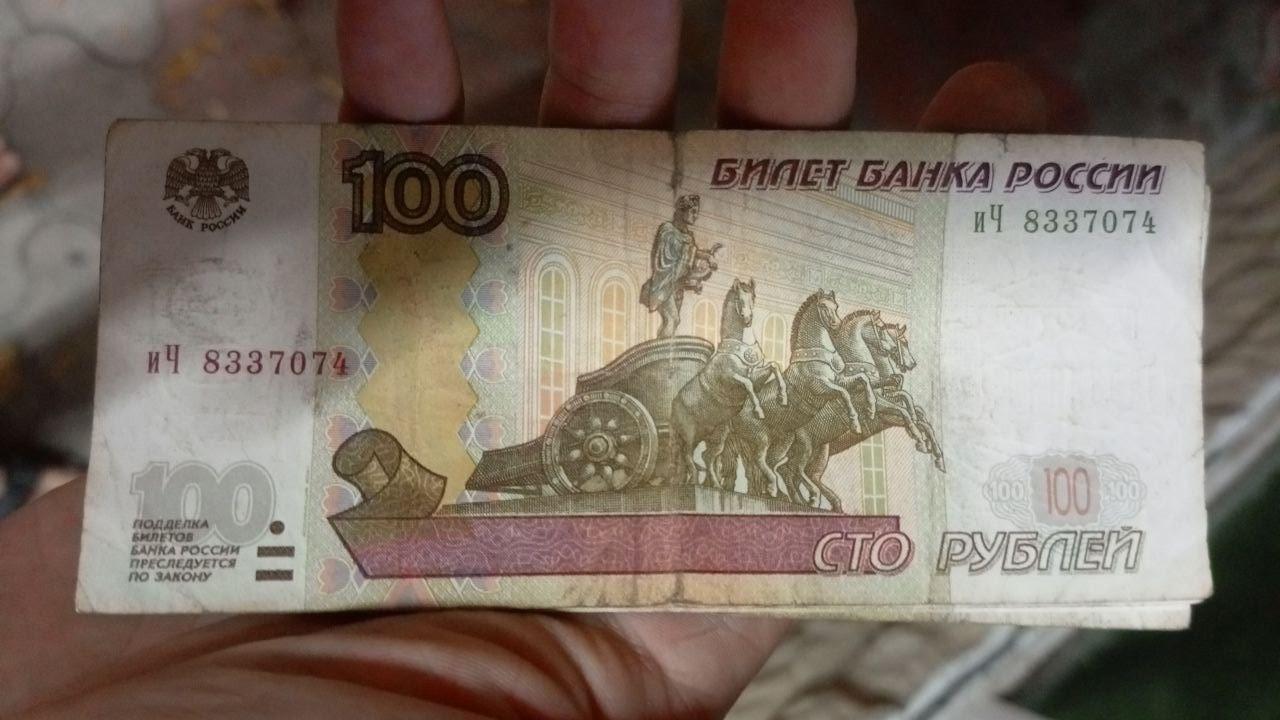 100
БИЛЕТ БАНКА РОССИИ
иЧ 8337074
БАНК РОССИИ
иЧ 8337074
100
ПОДДЕЛКА
БИЛЕТОВ
БАНКА РОССИИ
ПРЕСЛЕДУЕТСЯ
ПО ЗАКОНУ
100 100 100
СТО РУБЛЕЙ